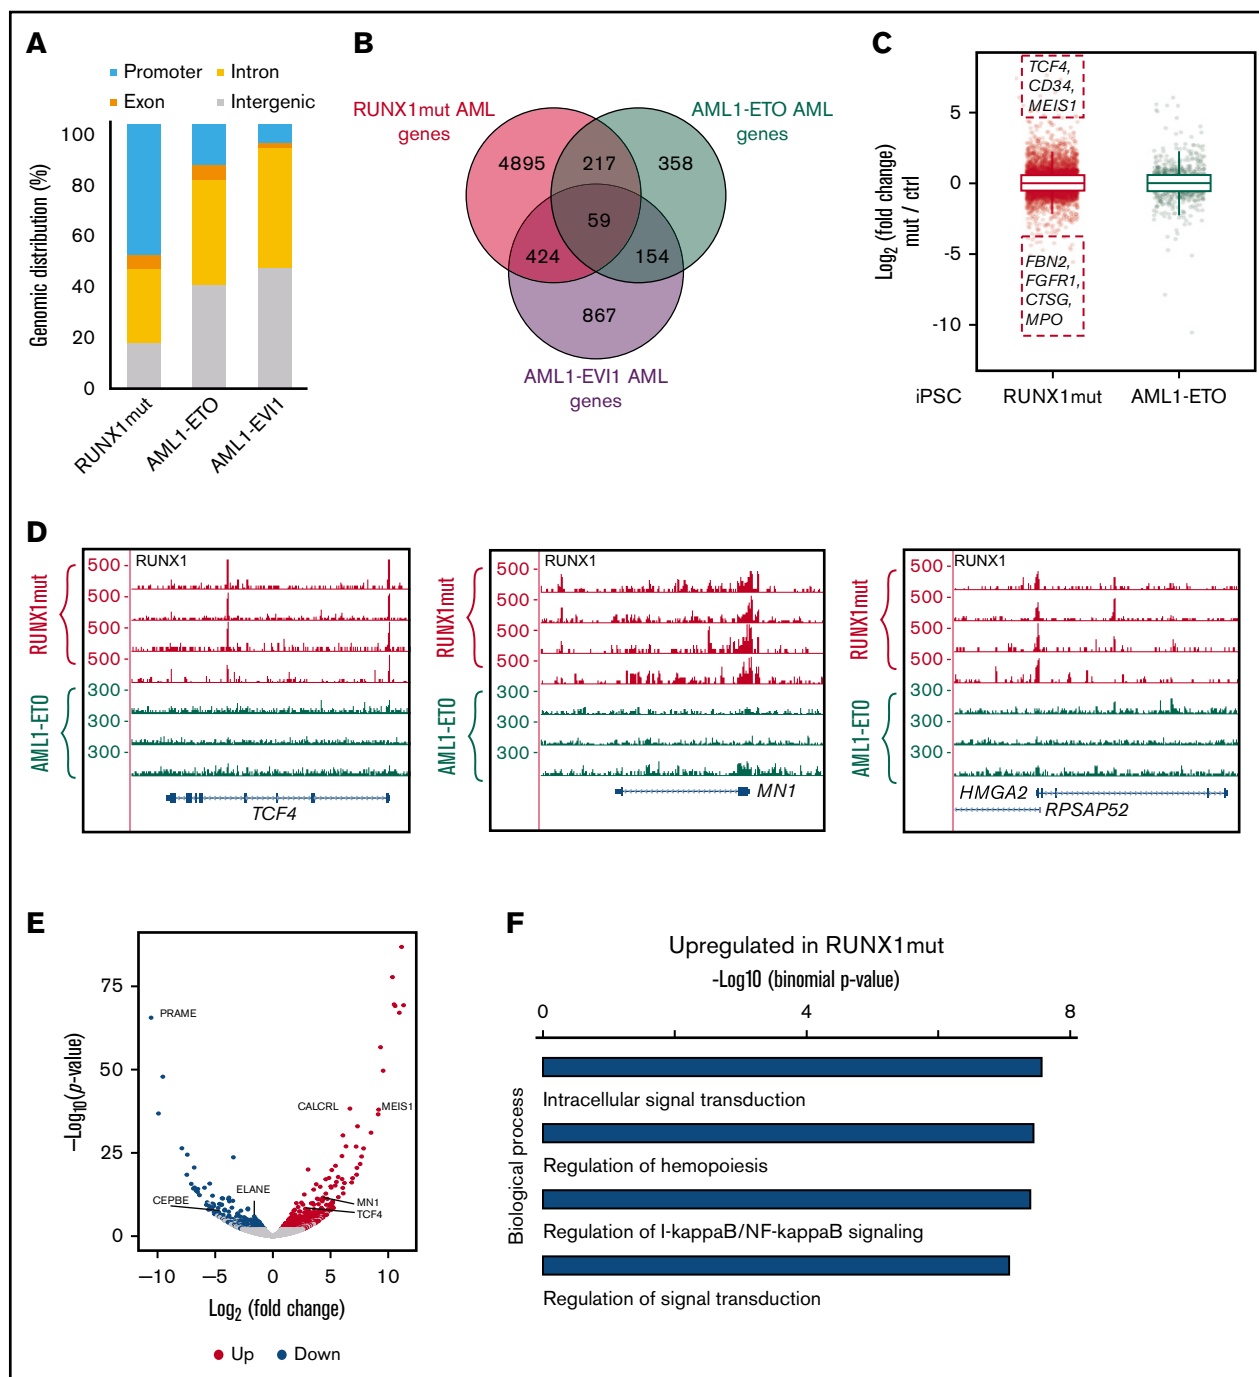 A
Promoter
Intron
Exon
Intergenic
Genomic distribution (%)
100
80
60
40
20
0
RUNX1mut
AML1-ETO
AML1-EVI1
B
RUNX1mut AML
genes
AML1-ETO AML
genes
4895
217
358
59
424
154
867
AML1-EVI1 AML
genes
C
Log2 (fold change)
mut / ctrl
5
0
-5
-10
TCF4,
CD34,
MEIS1
FBN2,
FGFR1,
CTSG,
MPO
iPSC
RUNX1mut
AML1-ETO
D
RUNX1mut
AML1-ETO
RUNX1
500
500
500
500
300
300
300
TCF4
RUNX1mut
AML1-ETO
RUNX1
500
500
500
500
300
300
300
MN1
RUNX1mut
AML1-ETO
RUNX1
500
500
500
500
300
300
300
HMGA2
RPSAP52
E
–Log10(p-value)
75
50
25
0
PRAME
CALCRL
MEIS1
CEPBE
ELANE
MN1
TCF4
–10
–5
0
5
10
Log2 (fold change)
Up
Down
F
Upregulated in RUNX1mut
-Log10 (binomial p-value)
0
4
8
Biological process
Intracellular signal transduction
Regulation of hemopoiesis
Regulation of I-kappaB/NF-kappaB signaling
Regulation of signal transduction